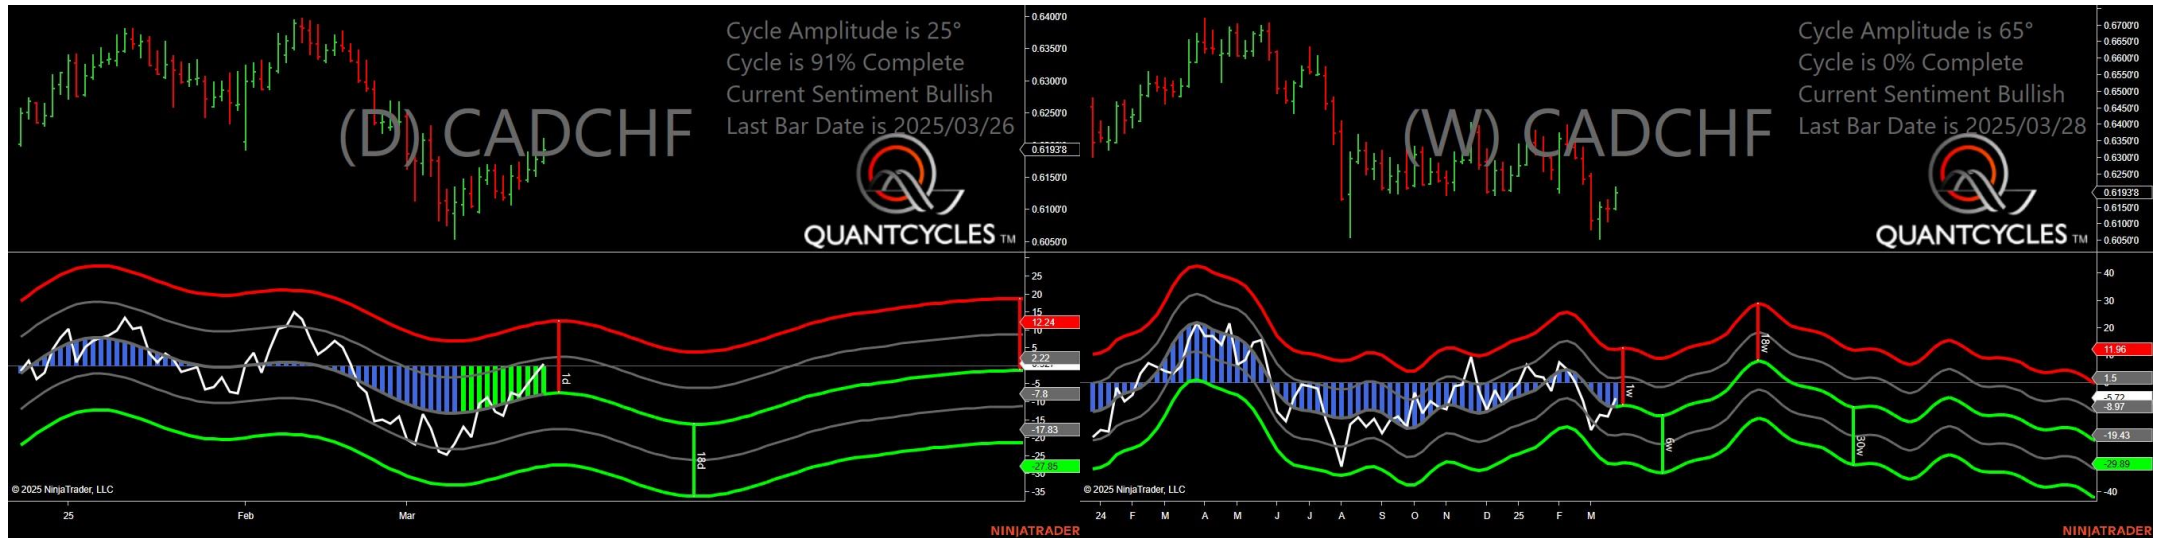 Cycle Amplitude is 25°
Cycle is 91% Complete
Current Sentiment Bullish
Last Bar Date is 2025/03/26
(D) CADCHF
QUANTCYCLES TM
0.6400'0
0.6350'0
0.6300'0
0.6250'0
0.6193'8
0.6150'0
0.6100'0
0.6050'0
25
20
15
12.24
5
2.22
-5
-7.8
-10
-15
-17.83
-20
-25
-27.85
-30
-35
1d
18d
© 2025 NinjaTrader, LLC
25
Feb
Mar
NINJATRADER
Cycle Amplitude is 65°
Cycle is 0% Complete
Current Sentiment Bullish
Last Bar Date is 2025/03/28
(W) CADCHF
QUANTCYCLES TM
0.6700'0
0.6650'0
0.6600'0
0.6550'0
0.6500'0
0.6450'0
0.6400'0
0.6350'0
0.6300'0
0.6250'0
0.6193'8
0.6150'0
0.6100'0
0.6050'0
40
30
20
11.96
1.5
-5.72
-8.97
-19.43
-29.89
-40
1w
6w
18w
30w
© 2025 NinjaTrader, LLC
24
F
M
A
M
J
J
A
S
O
N
D
25
F
M
NINJATRADER